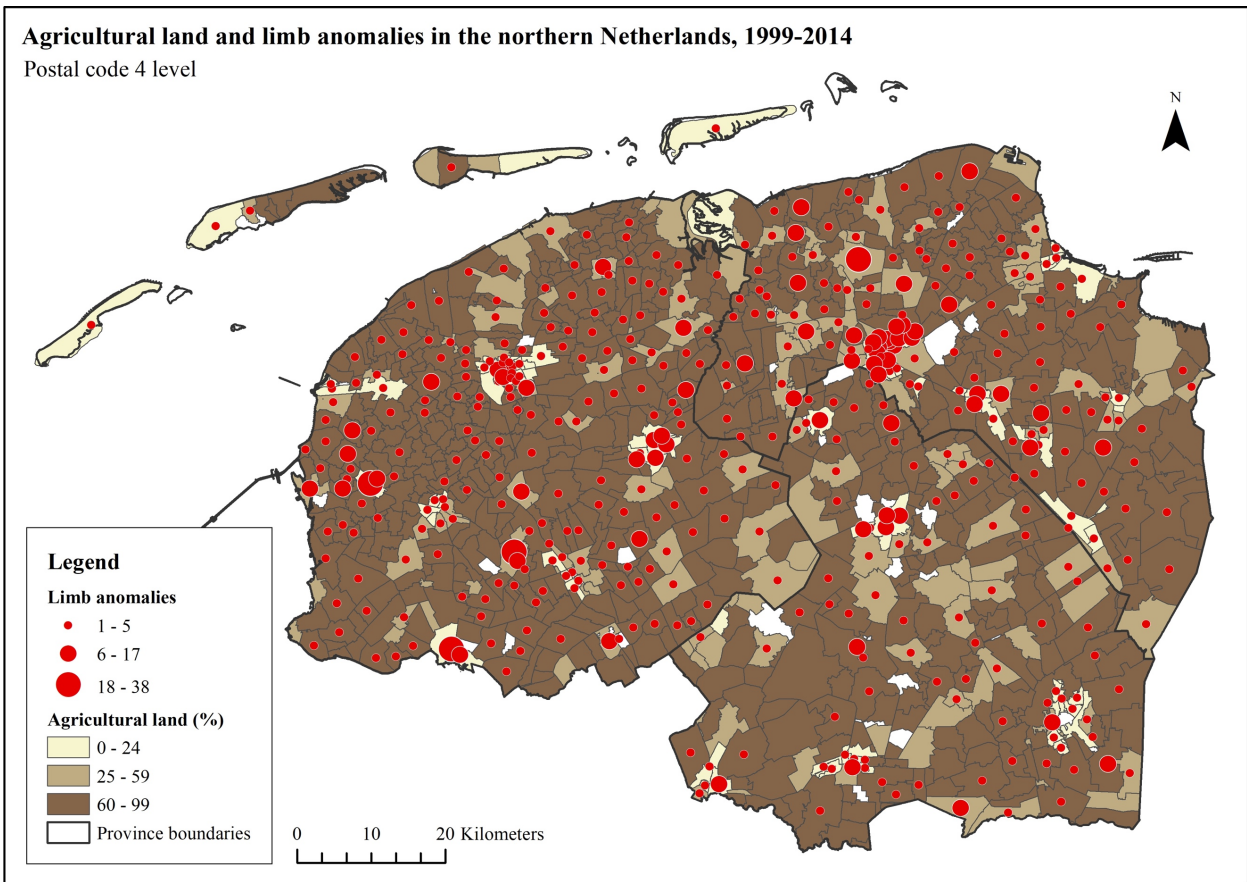 Agricultural land and limb anomalies in the northern Netherlands, 1999-2014
Postal code 4 level
N
Legend
Limb anomalies
1 - 5
6 - 17
18 - 38
Agricultural land (%)
0 - 24
25 - 59
60 - 99
Province boundaries
0 10 20 Kilometers